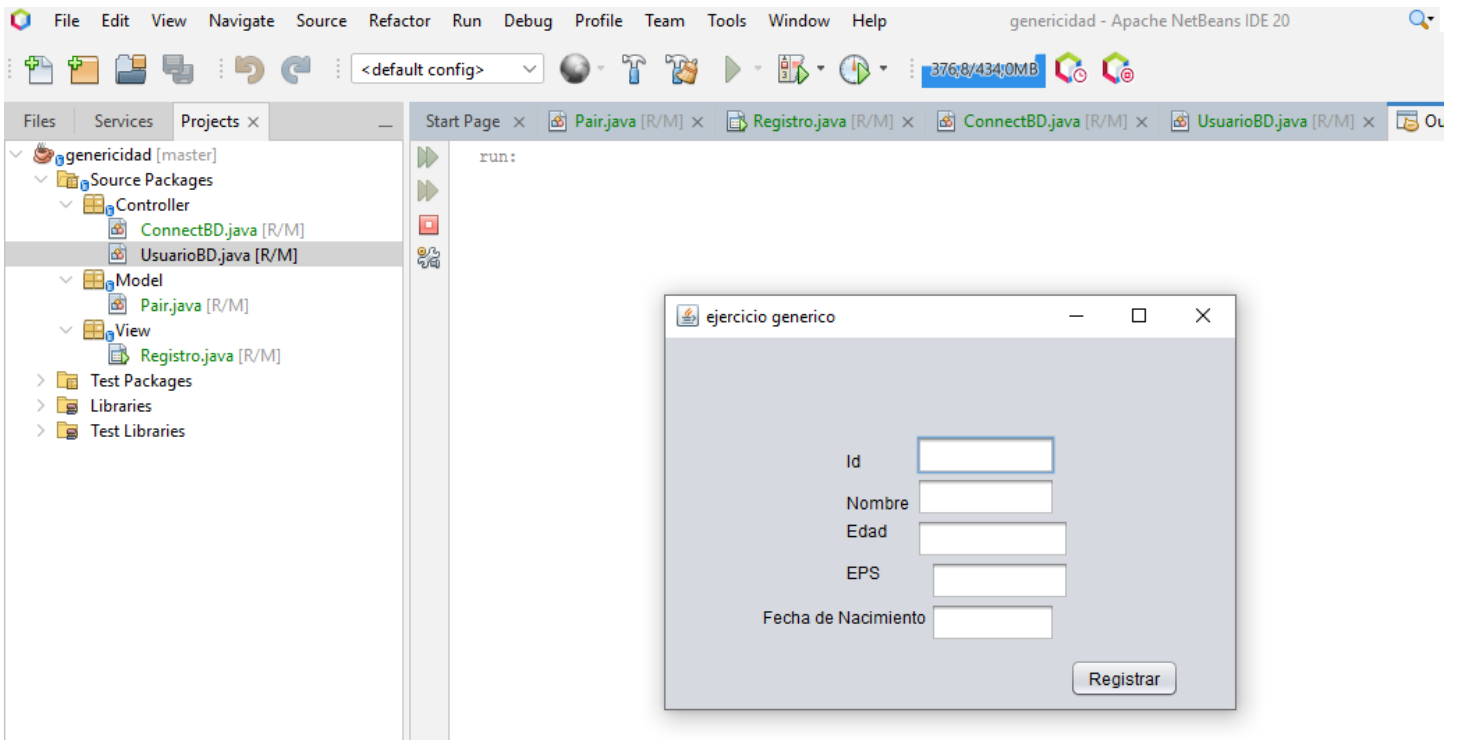 File Edit View Navigate Source Refactor Run Debug Profile Team Tools Window Help genericidad - Apache NetBeans IDE 20
<default config> 376,8/434,0MB
Files Services Projects
Start Page Pair.java [R/M] Registro.java [R/M] ConnectBD.java [R/M] UsuarioBD.java [R/M] Ou
genericidad [master]
Source Packages
Controller
ConnectBD.java [R/M]
UsuarioBD.java [R/M]
Model
Pair.java [R/M]
View
Registro.java [R/M]
Test Packages
Libraries
Test Libraries
run:
ejercicio generico
Id
Nombre
Edad
EPS
Fecha de Nacimiento
Registrar